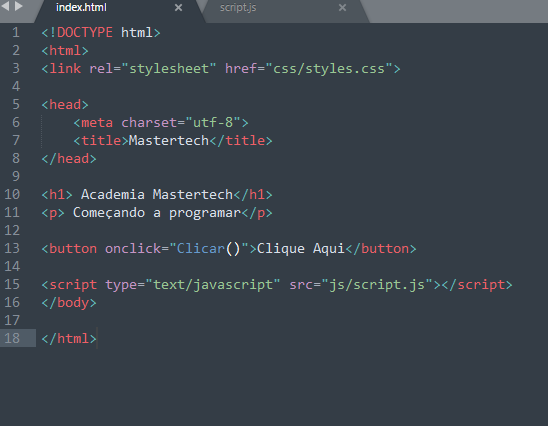 index.html × script.js ×
1 <!DOCTYPE html>
2 <html>
3 <link rel="stylesheet" href="css/styles.css">
4
5 <head>
6     <meta charset="utf-8">
7     <title>Mastertech</title>
8 </head>
9
10 <h1> Academia Mastertech</h1>
11 <p> Começando a programar</p>
12
13 <button onclick="Clicar()">Clique Aqui</button>
14
15 <script type="text/javascript" src="js/script.js"></script>
16 </body>
17
18 </html>